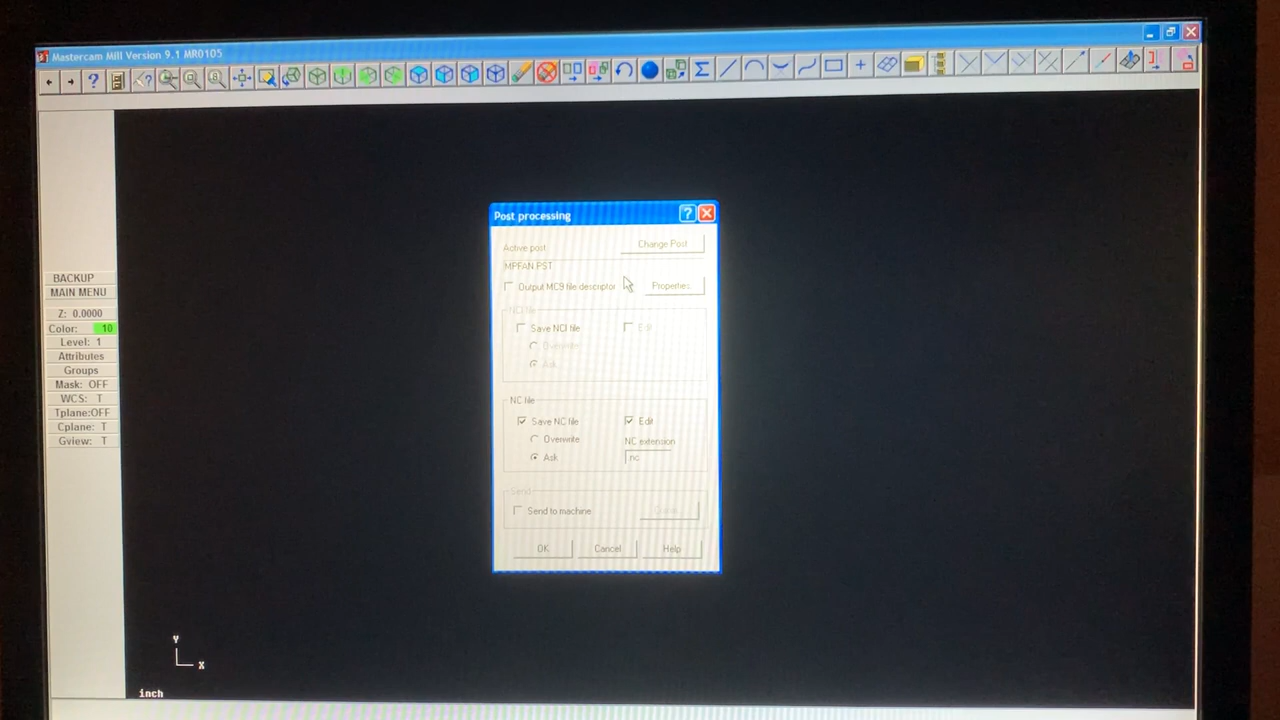 Mastercam Mill Version 9.1 MR0105
Post processing
Active post
Change Post
MPFAN.PST
Output MC9 file descriptor
Properties
NCI file
Save NCI file
Edit
Overwrite
Ask
NC file
Save NC file
Edit
Overwrite
NC extension
Ask
.nc
Send
Send to machine
OK
Cancel
Help
BACKUP
MAIN MENU
Z: 0.0000
Color: 10
Level: 1
Attributes
Groups
Mask: OFF
WCS: T
Tplane:OFF
Cplane: T
Gview: T
Y
X
inch